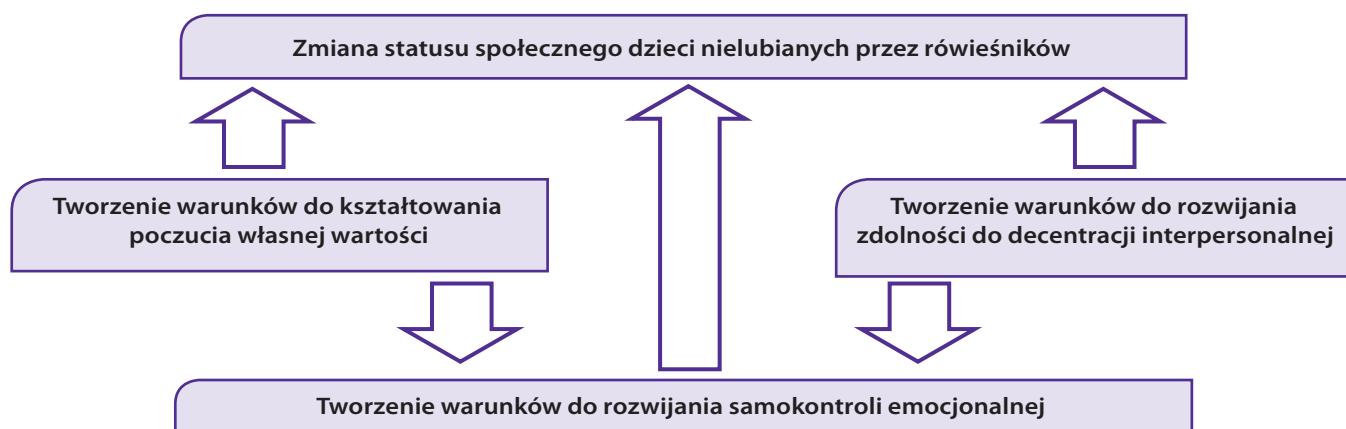 Zmiana statusu społecznego dzieci nielubianych przez rówieśników
Tworzenie warunków do kształtowania
poczucia własnej wartości
Tworzenie warunków do rozwijania
zdolności do decentracji interpersonalnej
Tworzenie warunków do rozwijania samokontroli emocjonalnej